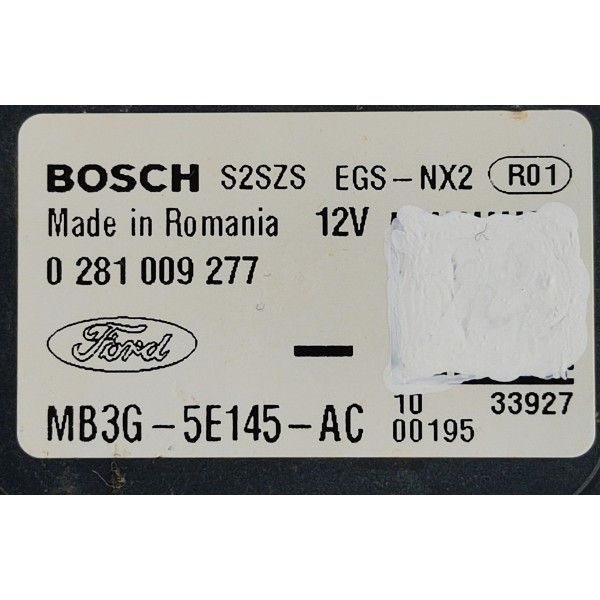 BOSCH S2SZS EGS-NX2 R01
Made in Romania 12V
0 281 009 277
Ford
MB3G-5E145-AC
10 33927
00195